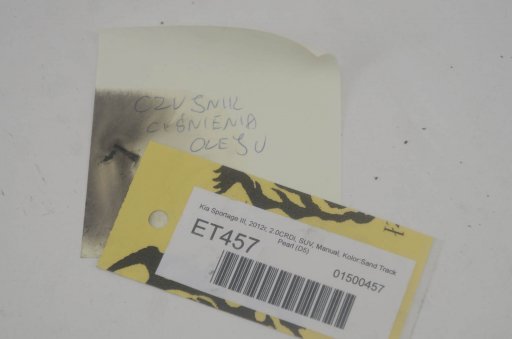 CZUJNIK
CIŚNIENIA
OLEJU
Kia Sportage III, 2012r, 2.0CRDi, SUV, Manual, Kolor:Sand Track
Pearl (D5)
ET457
01500457